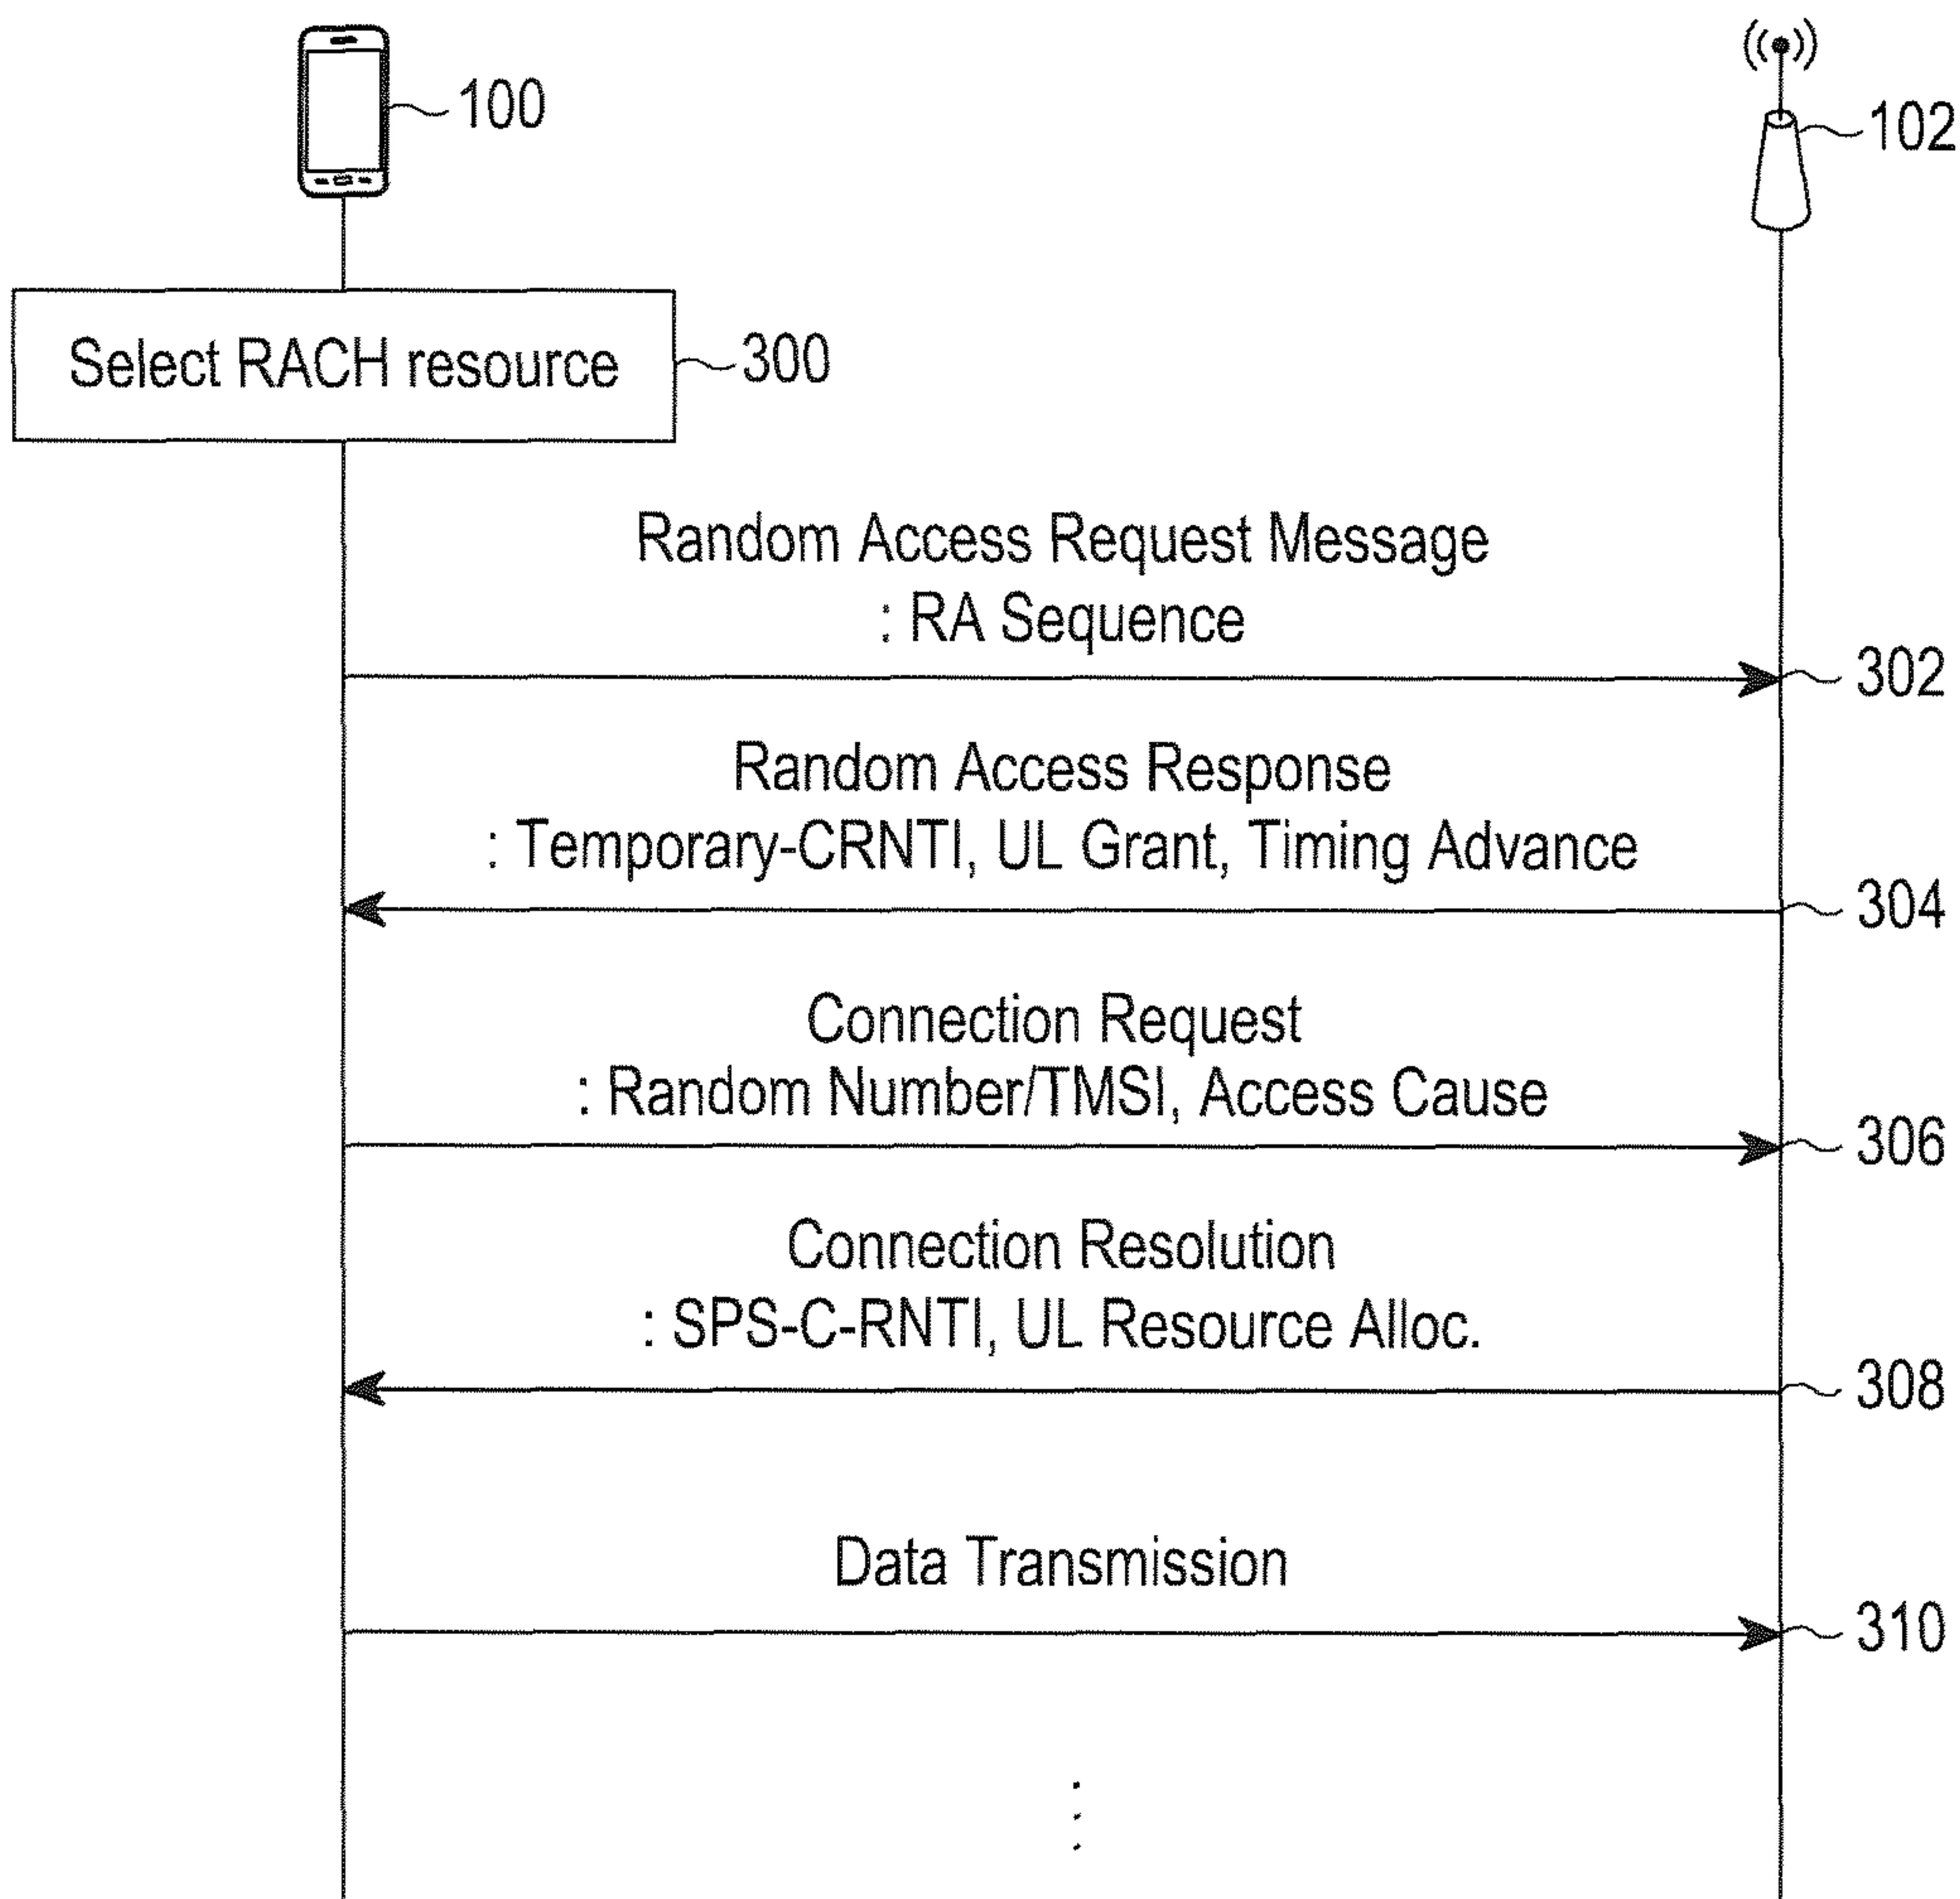 100
102
Select RACH resource
300
Random Access Request Message
: RA Sequence
302
Random Access Response
: Temporary-CRNTI, UL Grant, Timing Advance
304
Connection Request
: Random Number/TMSI, Access Cause
306
Connection Resolution
: SPS-C-RNTI, UL Resource Alloc.
308
Data Transmission
310